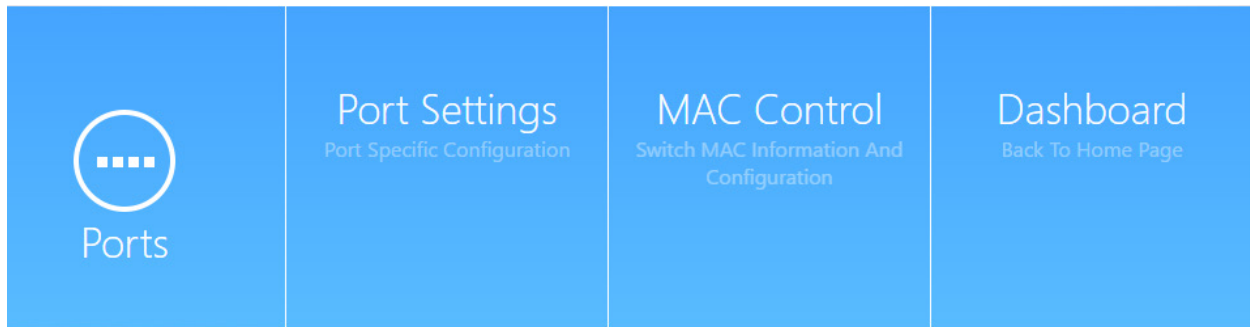 Ports
Port Settings
Port Specific Configuration
MAC Control
Switch MAC Information And
Configuration
Dashboard
Back To Home Page